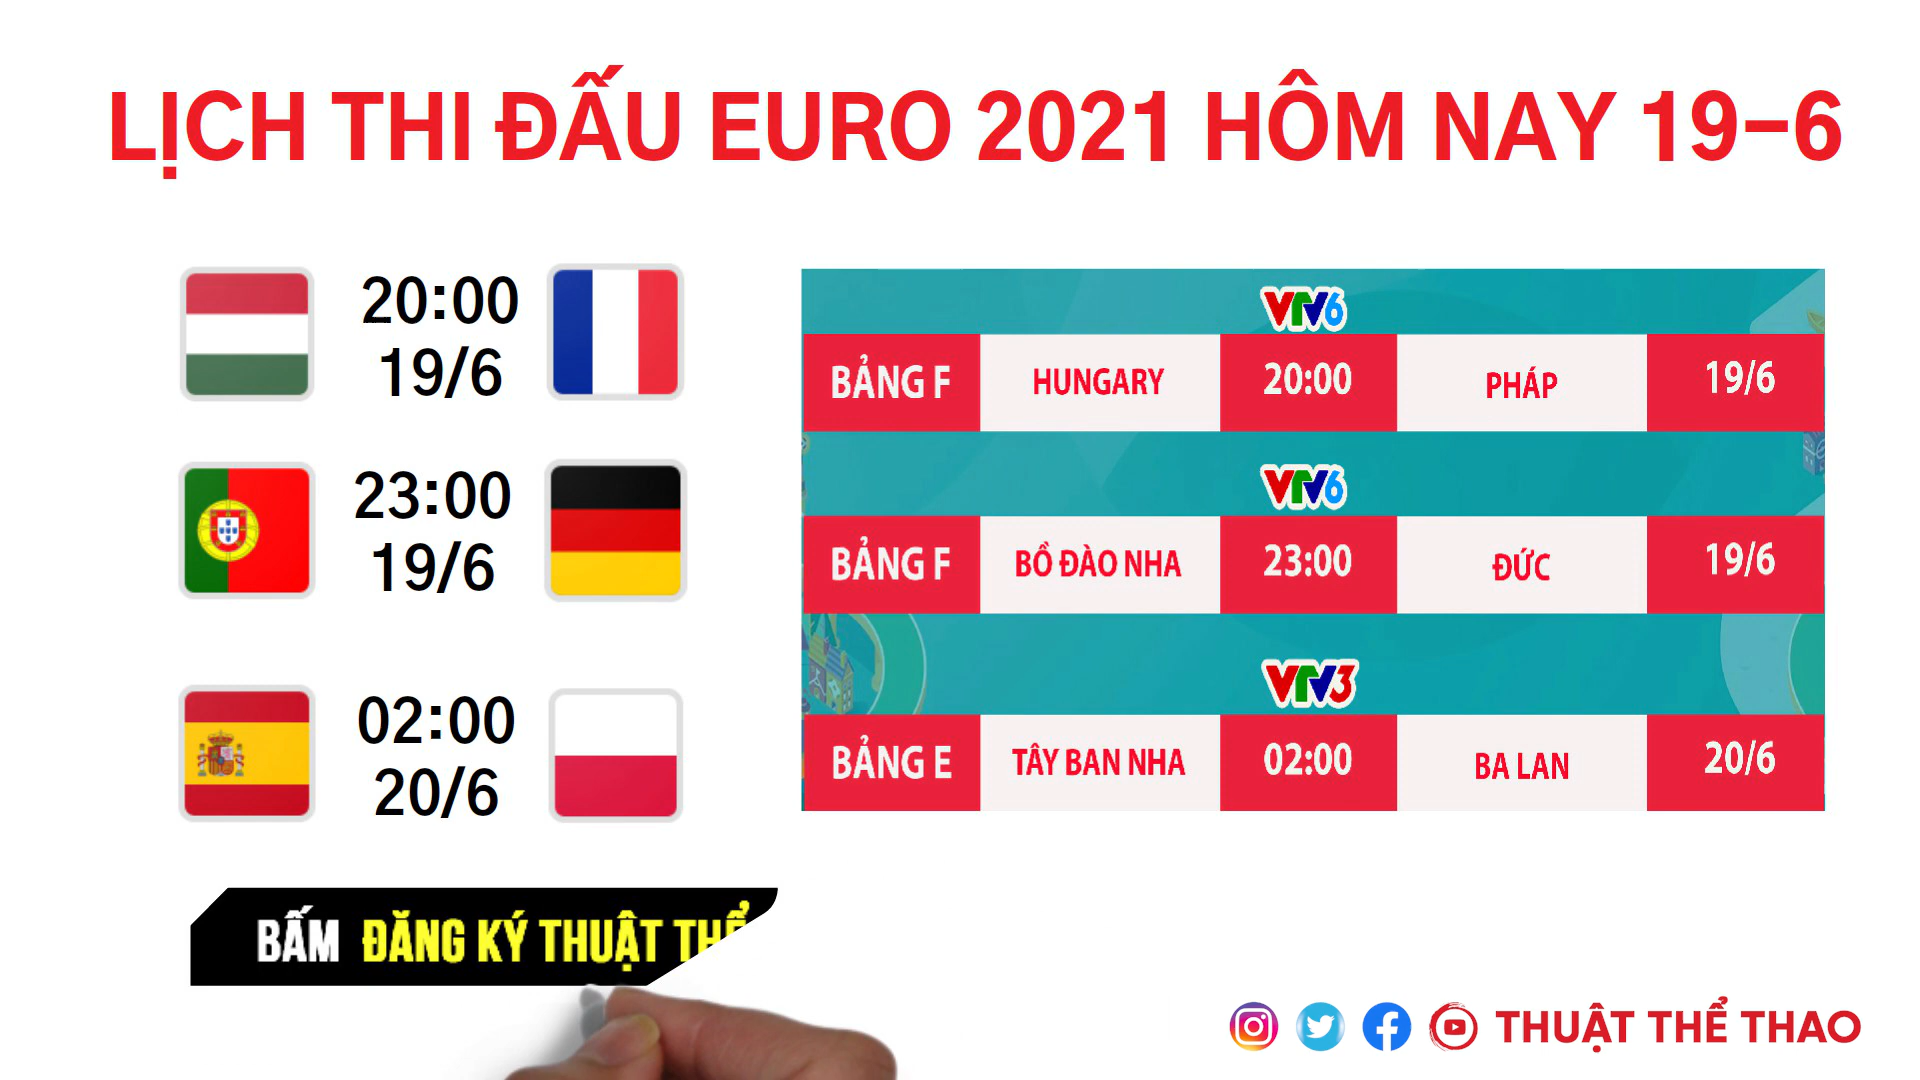 LỊCH THI ĐẤU EURO 2021 HÔM NAY 19-6
20:00
19/6
23:00
19/6
02:00
20/6
VTV6
BẢNG F HUNGARY 20:00 PHÁP 19/6
VTV6
BẢNG F BỒ ĐÀO NHA 23:00 ĐỨC 19/6
VTV3
BẢNG E TÂY BAN NHA 02:00 BA LAN 20/6
BẤM ĐĂNG KÝ THUẬT THỂ
THUẬT THỂ THAO